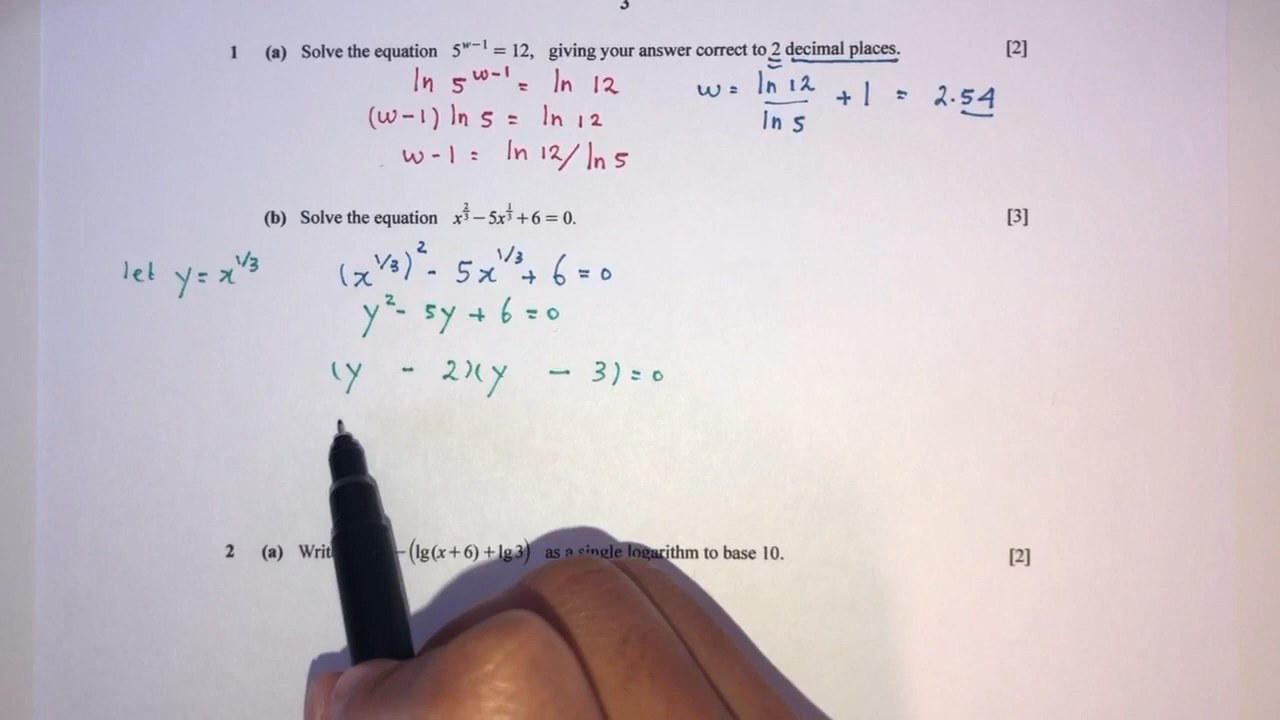 3
1 (a) Solve the equation 5^{w-1} = 12, giving your answer correct to 2 decimal places. [2]
ln 5^{w-1} = ln 12
(w-1) ln 5 = ln 12
w-1 = ln 12/ln 5
w = ln 12 / ln 5 + 1 = 2.54
(b) Solve the equation x^{2/3} - 5x^{1/3} + 6 = 0. [3]
let y = x^{1/3}
(x^{1/3})^2 - 5x^{1/3} + 6 = 0
y^2 - 5y + 6 = 0
(y - 2)(y - 3) = 0
2 (a) -(lg(x+6) + lg3) as a single logarithm to base 10. [2]